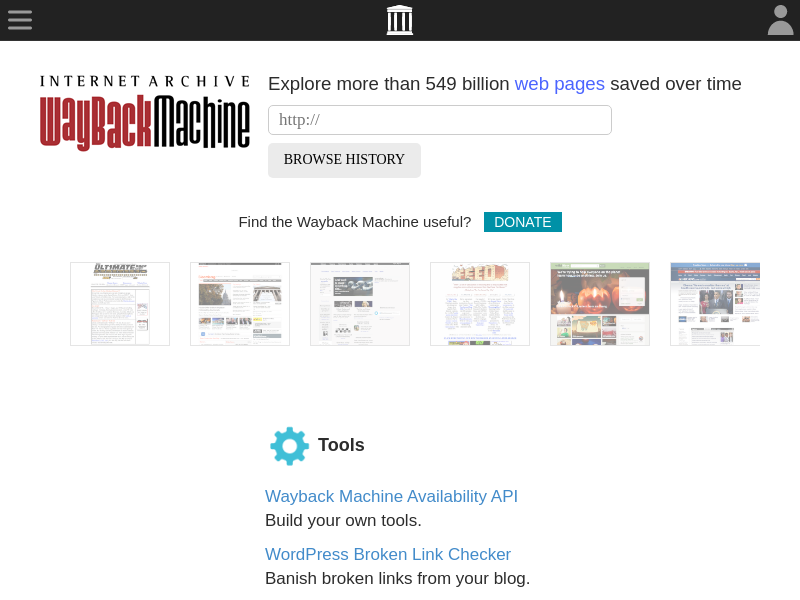 INTERNET ARCHIVE
WayBackMachine
Explore more than 549 billion web pages saved over time
http://
BROWSE HISTORY
Find the Wayback Machine useful? DONATE
Tools
Wayback Machine Availability API
Build your own tools.
WordPress Broken Link Checker
Banish broken links from your blog.